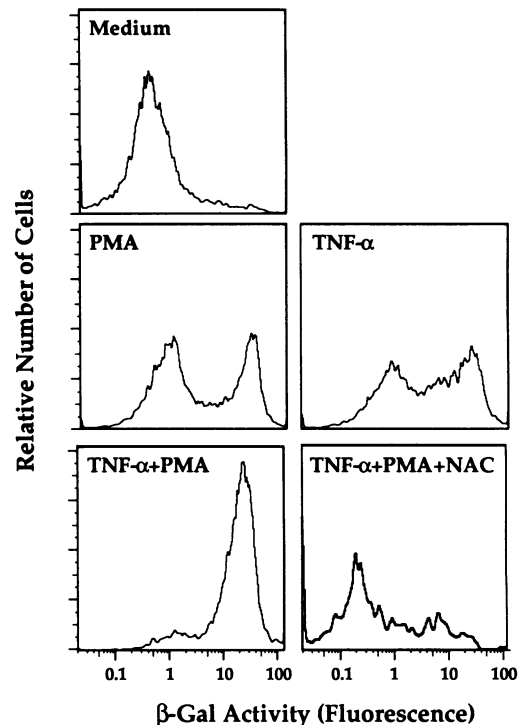 Medium
PMA
TNF-α
TNF-α+PMA
TNF-α+PMA+NAC
Relative Number of Cells
0.1 1 10 100
0.1 1 10 100
β-Gal Activity (Fluorescence)